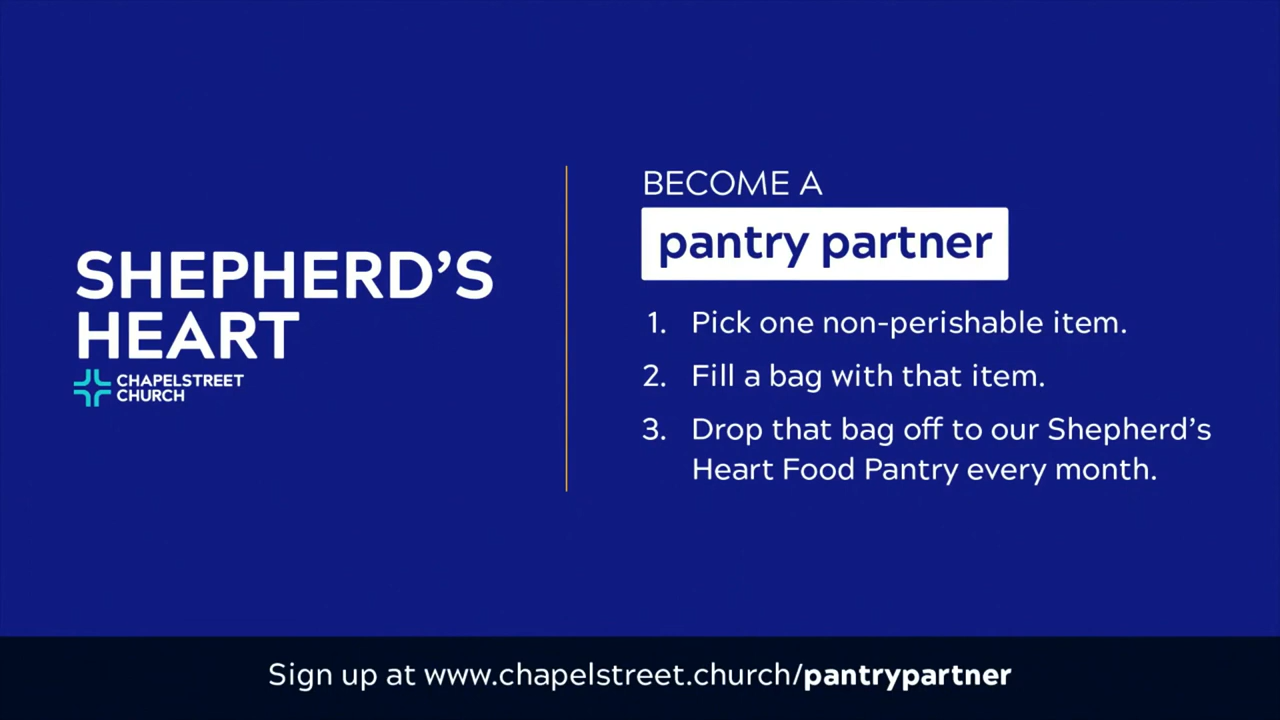 SHEPHERD'S
HEART
CHAPELSTREET
CHURCH
BECOME A
pantry partner
1. Pick one non-perishable item.
2. Fill a bag with that item.
3. Drop that bag off to our Shepherd's
Heart Food Pantry every month.
Sign up at www.chapelstreet.church/pantrypartner